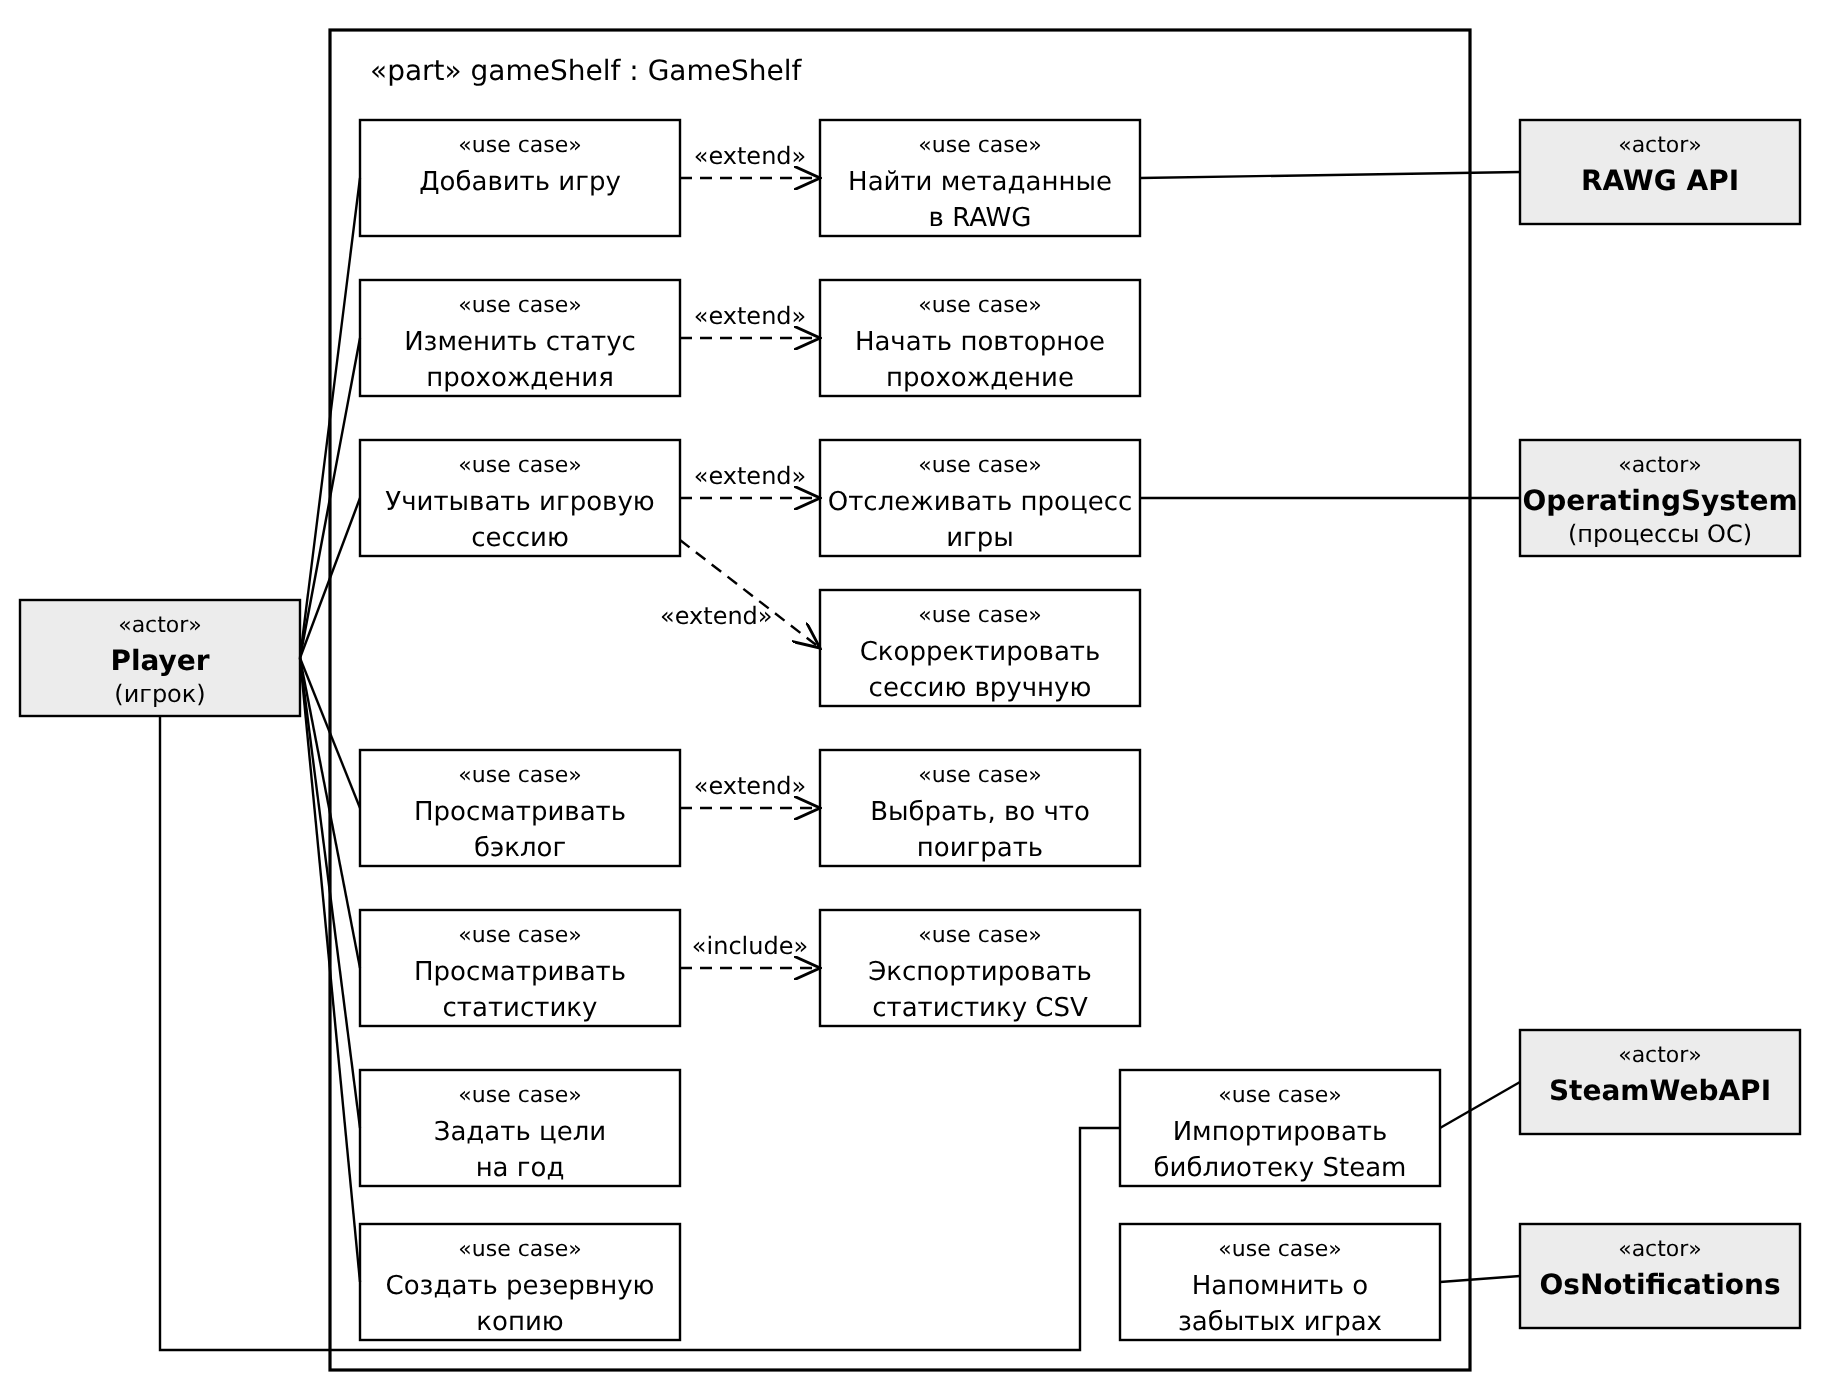 «part» gameShelf : GameShelf
«use case»
Добавить игру
«extend»
«use case»
Найти метаданные
в RAWG
«actor»
RAWG API
«use case»
Изменить статус
прохождения
«extend»
«use case»
Начать повторное
прохождение
«use case»
Учитывать игровую
сессию
«extend»
«use case»
Отслеживать процесс
игры
«actor»
OperatingSystem
(процессы ОС)
«extend»
«use case»
Скорректировать
сессию вручную
«actor»
Player
(игрок)
«use case»
Просматривать
бэклог
«extend»
«use case»
Выбрать, во что
поиграть
«use case»
Просматривать
статистику
«include»
«use case»
Экспортировать
статистику CSV
«use case»
Задать цели
на год
«use case»
Импортировать
библиотеку Steam
«actor»
SteamWebAPI
«use case»
Создать резервную
копию
«use case»
Напомнить о
забытых играх
«actor»
OsNotifications